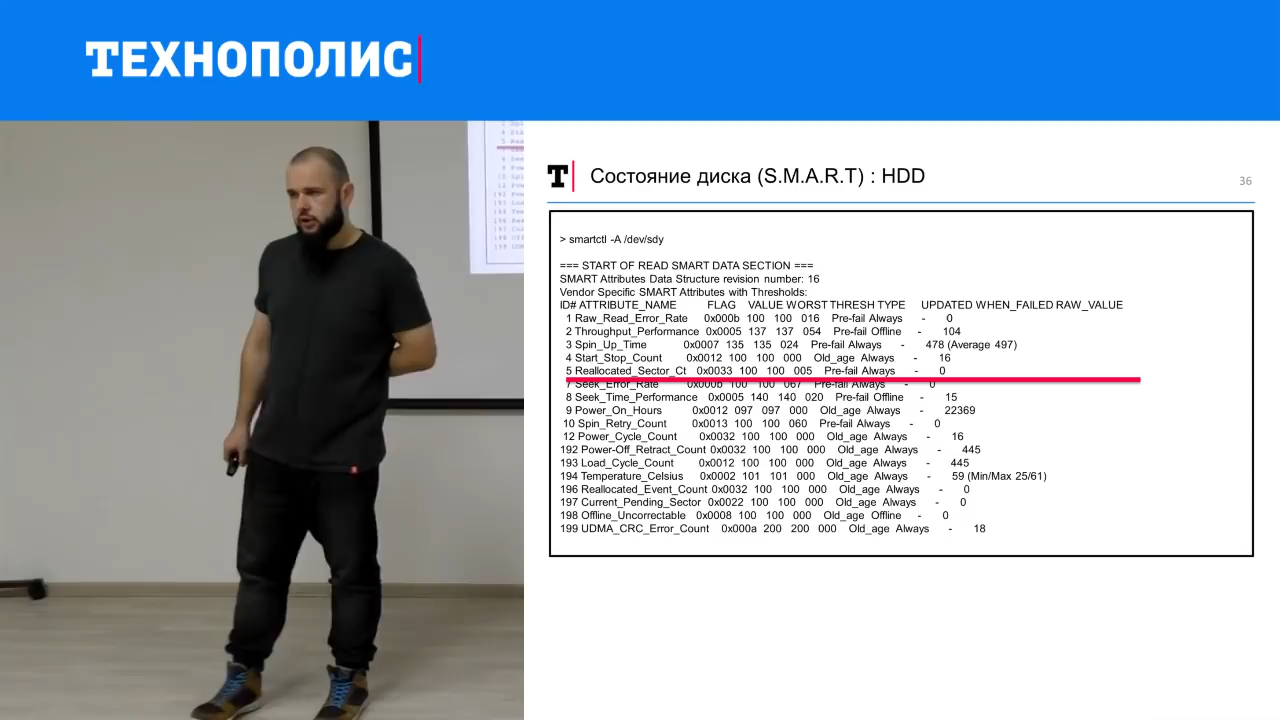 ТЕХНОПОЛИС
Т Состояние диска (S.M.A.R.T) : HDD
36
> smartctl -A /dev/sdy
=== START OF READ SMART DATA SECTION ===
SMART Attributes Data Structure revision number: 16
Vendor Specific SMART Attributes with Thresholds:
ID# ATTRIBUTE_NAME FLAG VALUE WORST THRESH TYPE UPDATED WHEN_FAILED RAW_VALUE
1 Raw_Read_Error_Rate 0x000b 100 100 016 Pre-fail Always - 0
2 Throughput_Performance 0x0005 137 137 054 Pre-fail Offline - 104
3 Spin_Up_Time 0x0007 135 135 024 Pre-fail Always - 478 (Average 497)
4 Start_Stop_Count 0x0012 100 100 000 Old_age Always - 16
5 Reallocated_Sector_Ct 0x0033 100 100 005 Pre-fail Always - 0
7 Seek_Error_Rate 0x000b 100 100 067 Pre-fail Always - 0
8 Seek_Time_Performance 0x0005 140 140 020 Pre-fail Offline - 15
9 Power_On_Hours 0x0012 097 097 000 Old_age Always - 22369
10 Spin_Retry_Count 0x0013 100 100 060 Pre-fail Always - 0
12 Power_Cycle_Count 0x0032 100 100 000 Old_age Always - 16
192 Power-Off_Retract_Count 0x0032 100 100 000 Old_age Always - 445
193 Load_Cycle_Count 0x0012 100 100 000 Old_age Always - 445
194 Temperature_Celsius 0x0002 101 101 000 Old_age Always - 59 (Min/Max 25/61)
196 Reallocated_Event_Count 0x0032 100 100 000 Old_age Always - 0
197 Current_Pending_Sector 0x0022 100 100 000 Old_age Always - 0
198 Offline_Uncorrectable 0x0008 100 100 000 Old_age Offline - 0
199 UDMA_CRC_Error_Count 0x000a 200 200 000 Old_age Always - 18